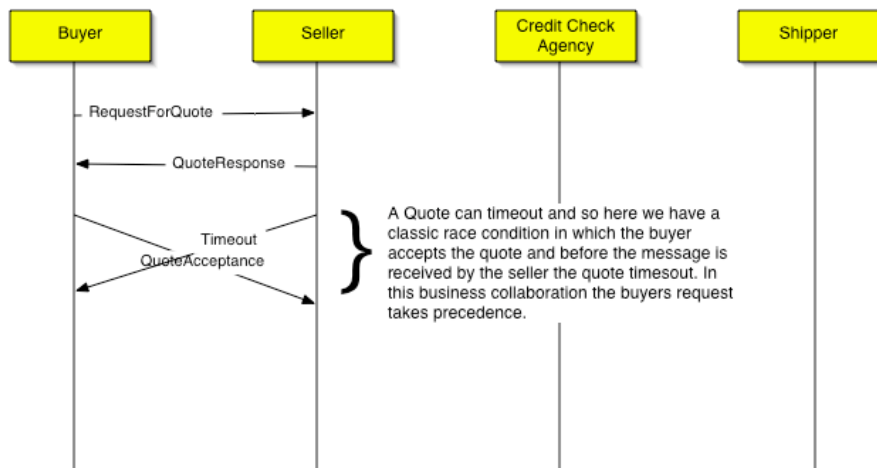 Buyer
Seller
Credit Check
Agency
Shipper
RequestForQuote
QuoteResponse
Timeout
QuoteAcceptance
A Quote can timeout and so here we have a
classic race condition in which the buyer
accepts the quote and before the message is
received by the seller the quote timesout. In
this business collaboration the buyers request
takes precedence.